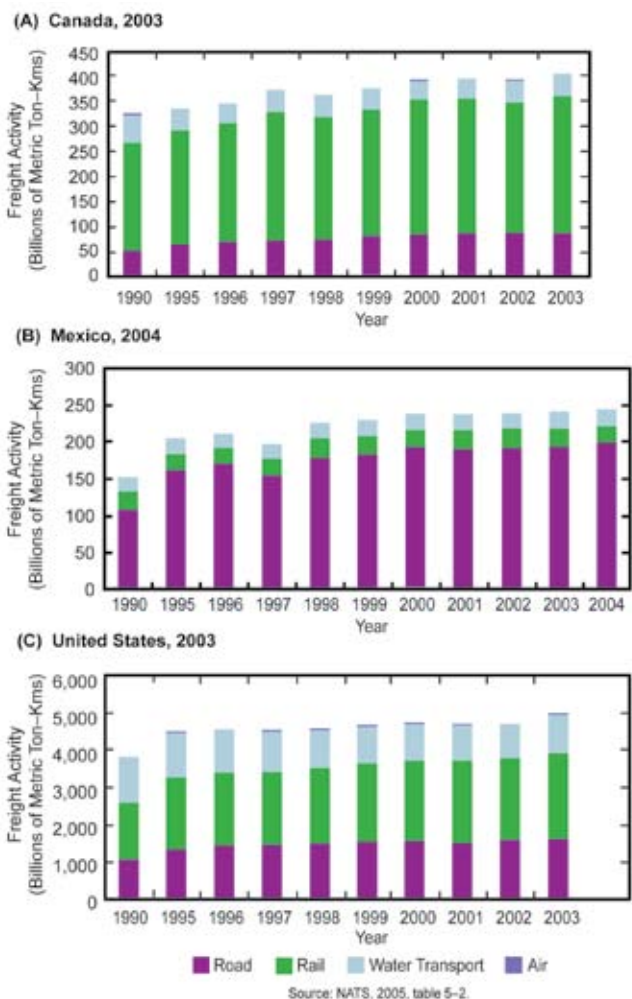 (A) Canada, 2003
Freight Activity
(Billions of Metric Ton–Kms)
450
400
350
300
250
200
150
100
50
0
1990 1995 1996 1997 1998 1999 2000 2001 2002 2003
Year
(B) Mexico, 2004
Freight Activity
(Billions of Metric Ton–Kms)
300
250
200
150
100
50
0
1990 1995 1996 1997 1998 1999 2000 2001 2002 2003 2004
Year
(C) United States, 2003
Freight Activity
(Billions of Metric Ton–Kms)
6,000
5,000
4,000
3,000
2,000
1,000
0
1990 1995 1996 1997 1998 1999 2000 2001 2002 2003
Year
Road Rail Water Transport Air
Source: NATS, 2005, table 5–2.